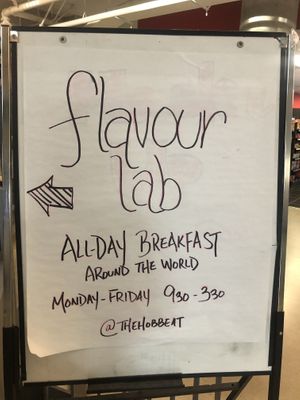 flavour
lab
ALL-DAY BREAKFAST
AROUND THE WORLD
MONDAY-FRIDAY 930-330
@THEHOBBEAT